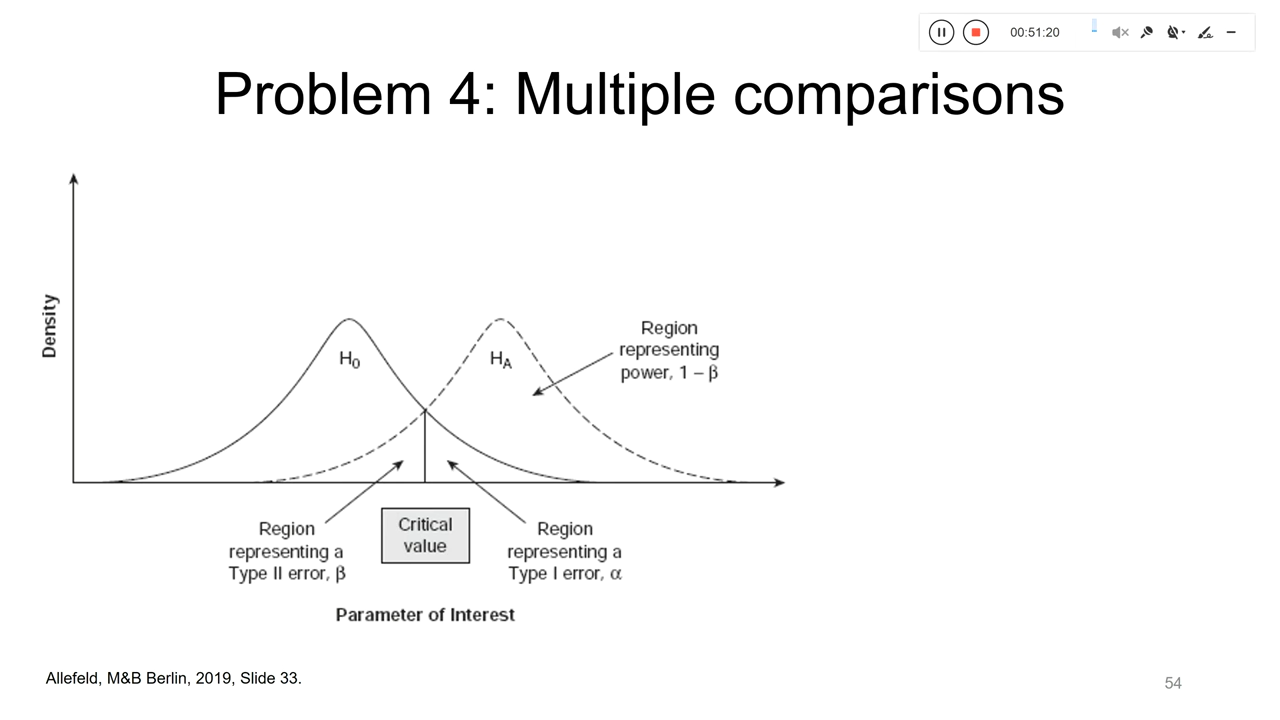 00:51:20
Problem 4: Multiple comparisons
Density
H₀
H_A
Region
representing
power, 1 – β
Region
representing a
Type II error, β
Critical
value
Region
representing a
Type I error, α
Parameter of Interest
Allefeld, M&B Berlin, 2019, Slide 33.
54